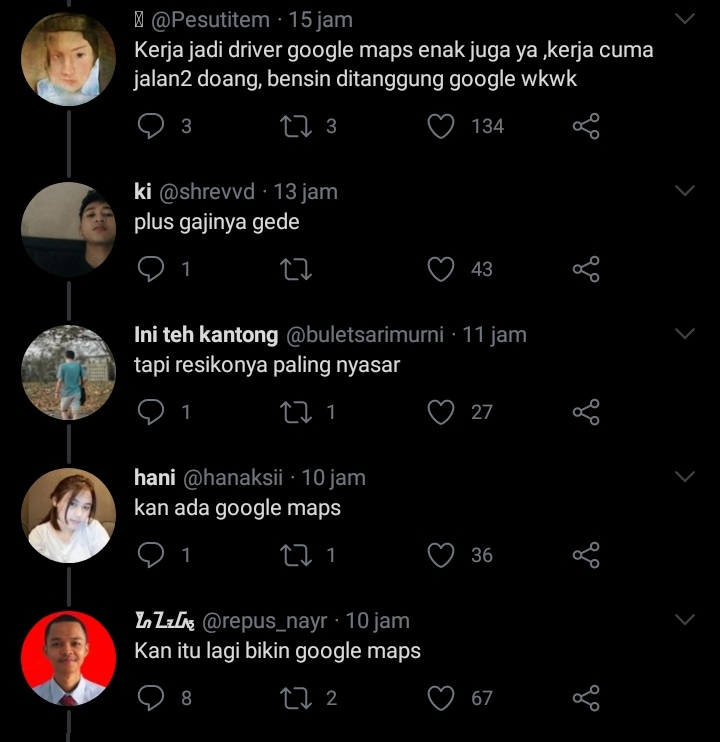 @Pesutitem · 15 jam
Kerja jadi driver google maps enak juga ya ,kerja cuma
jalan2 doang, bensin ditanggung google wkwk
3 3 134
ki @shrevvd · 13 jam
plus gajinya gede
1 43
Ini teh kantong @buletsarimurni · 11 jam
tapi resikonya paling nyasar
1 1 27
hani @hanaksii · 10 jam
kan ada google maps
1 1 36
@repus_nayr · 10 jam
Kan itu lagi bikin google maps
8 2 67